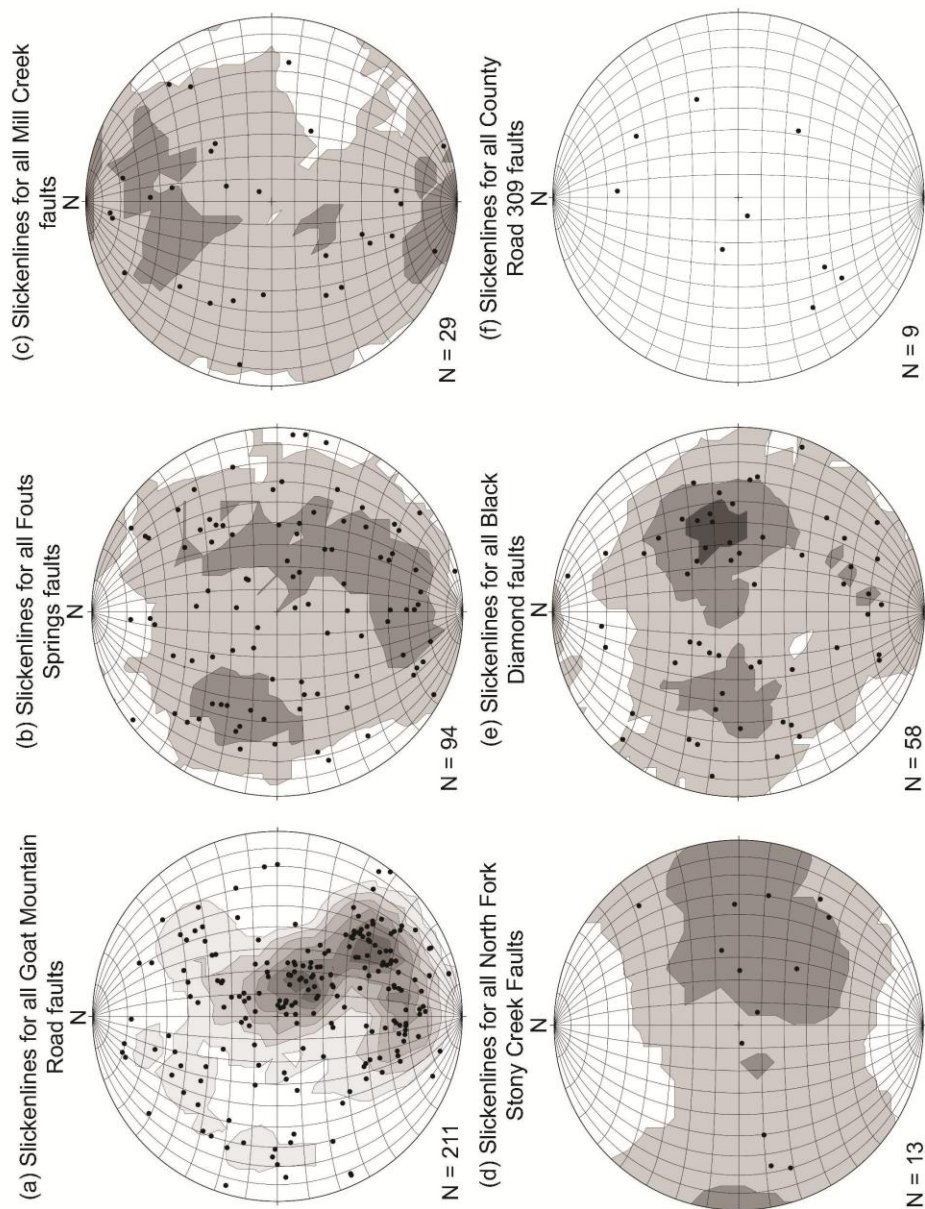 (a) Slickenlines for all Goat Mountain
Road faults
N
N = 211
(b) Slickenlines for all Fouts
Springs faults
N
N = 94
(c) Slickenlines for all Mill Creek
faults
N
N = 29
(d) Slickenlines for all North Fork
Stony Creek Faults
N
N = 13
(e) Slickenlines for all Black
Diamond faults
N
N = 58
(f) Slickenlines for all County
Road 309 faults
N
N = 9